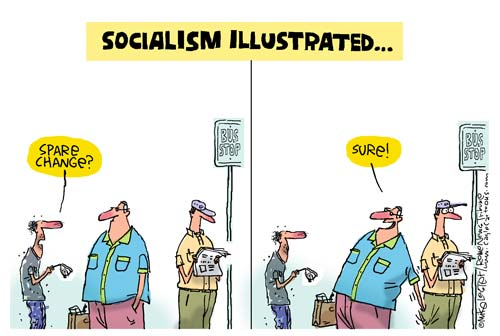 SOCIALISM ILLUSTRATED...
SPARE
CHANGE?
BUS
STOP
SURE!
BUS
STOP